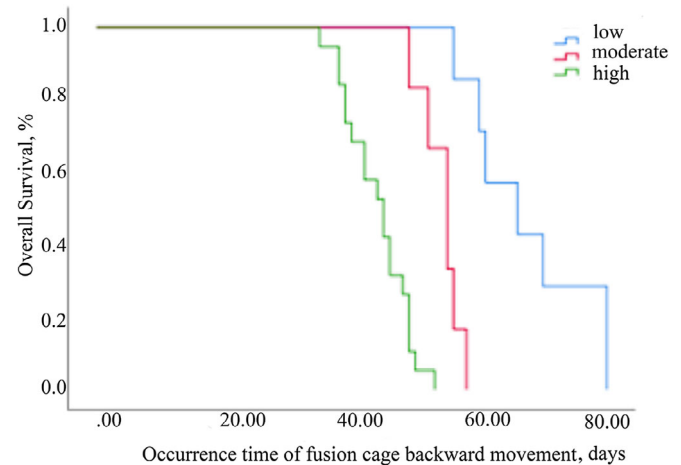 low
moderate
high
1.0
0.8
0.6
0.4
0.2
0.0
Overall Survival, %
.00 20.00 40.00 60.00 80.00
Occurrence time of fusion cage backward movement, days